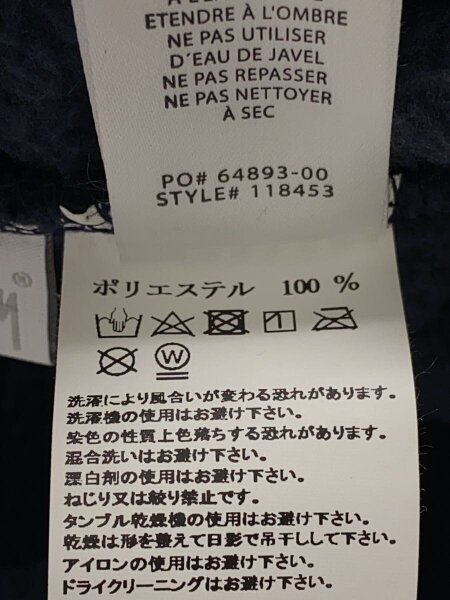 ETENDRE À L'OMBRE
NE PAS UTILISER
D'EAU DE JAVEL
NE PAS REPASSER
NE PAS NETTOYER
À SEC
PO# 64893-00
STYLE# 118453
®
ポリエステル 100 %
1
W
洗濯により風合いが変わる恐れがあります。
洗濯機の使用はお避け下さい。
染色の性質上色落ちする恐れがあります。
混合洗いはお避け下さい。
漂白剤の使用はお避け下さい。
ねじり又は絞り禁止です。
タンブル乾燥機の使用はお避け下さい。
乾燥は形を整えて日影で吊干しして下さい。
アイロンの使用はお避け下さい。
ドライクリーニングはお避け下さい。